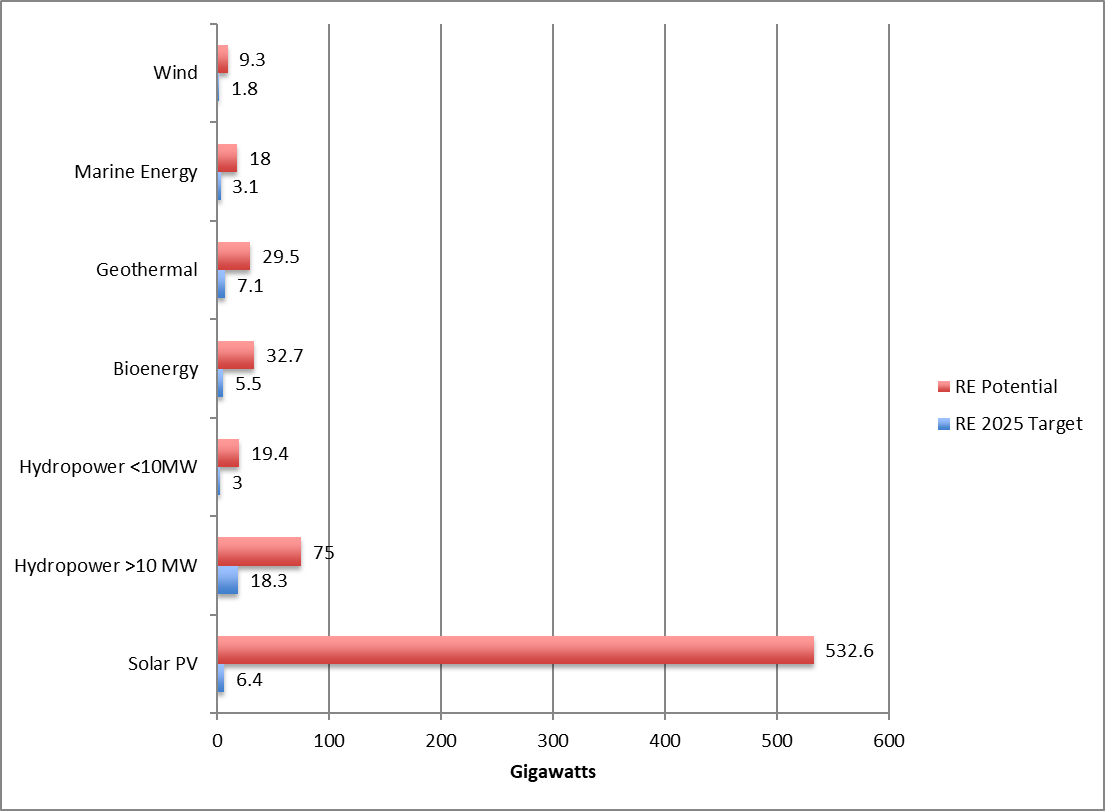 Wind
9.3
1.8
Marine Energy
18
3.1
Geothermal
29.5
7.1
Bioenergy
32.7
5.5
Hydropower <10MW
19.4
3
Hydropower >10 MW
75
18.3
Solar PV
532.6
6.4
0 100 200 300 400 500 600
Gigawatts
RE Potential
RE 2025 Target